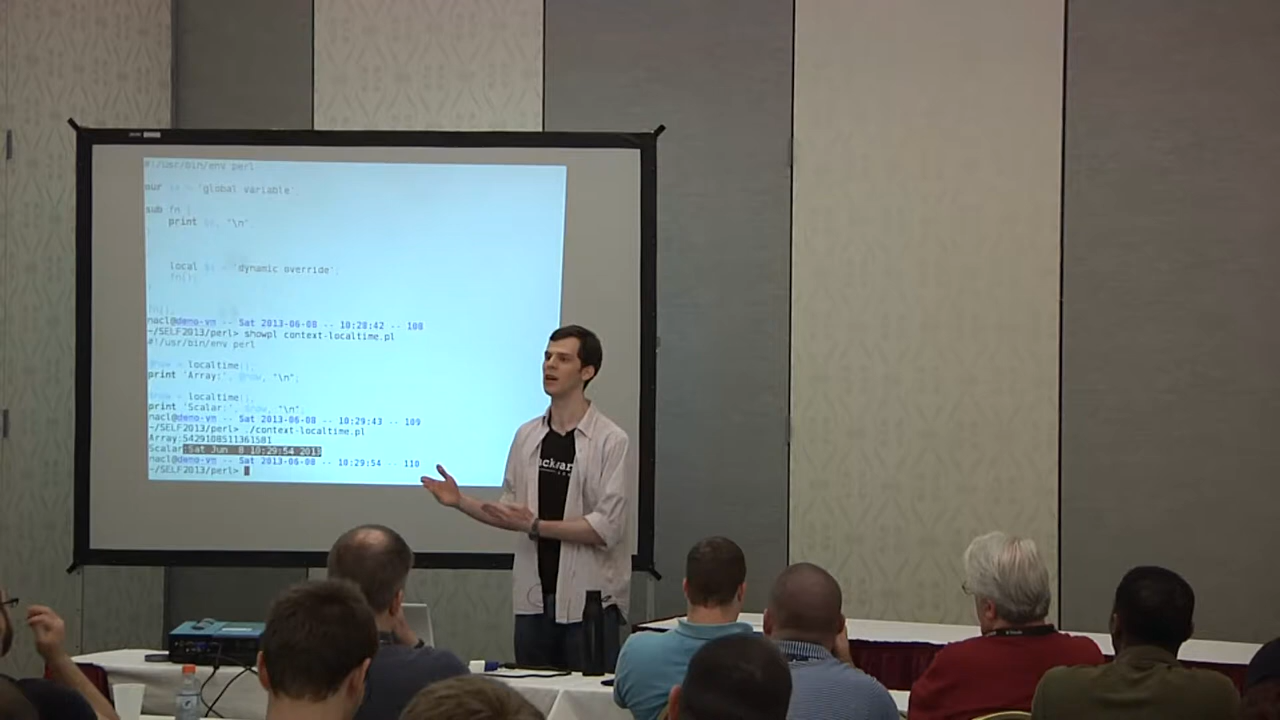 #!/usr/bin/env perl
our = 'global variable'
sub fn {
print "\n"
local = 'dynamic override';
fn();
fn();
nacl@demo-vm -- Sat 2013-06-08 -- 10:28:42 -- 108
~/SELF2013/perl> showpl context-localtime.pl
#!/usr/bin/env perl
@now = localtime();
print 'Array:', @now, "\n";
= localtime();
print 'Scalar:', "\n";
nacl@demo-vm -- Sat 2013-06-08 -- 10:29:43 -- 109
~/SELF2013/perl> ./context-localtime.pl
Array:5429108511361581
Scalar:Sat Jun 8 10:29:54 2013
nacl@demo-vm -- Sat 2013-06-08 -- 10:29:54 -- 110
~/SELF2013/perl>